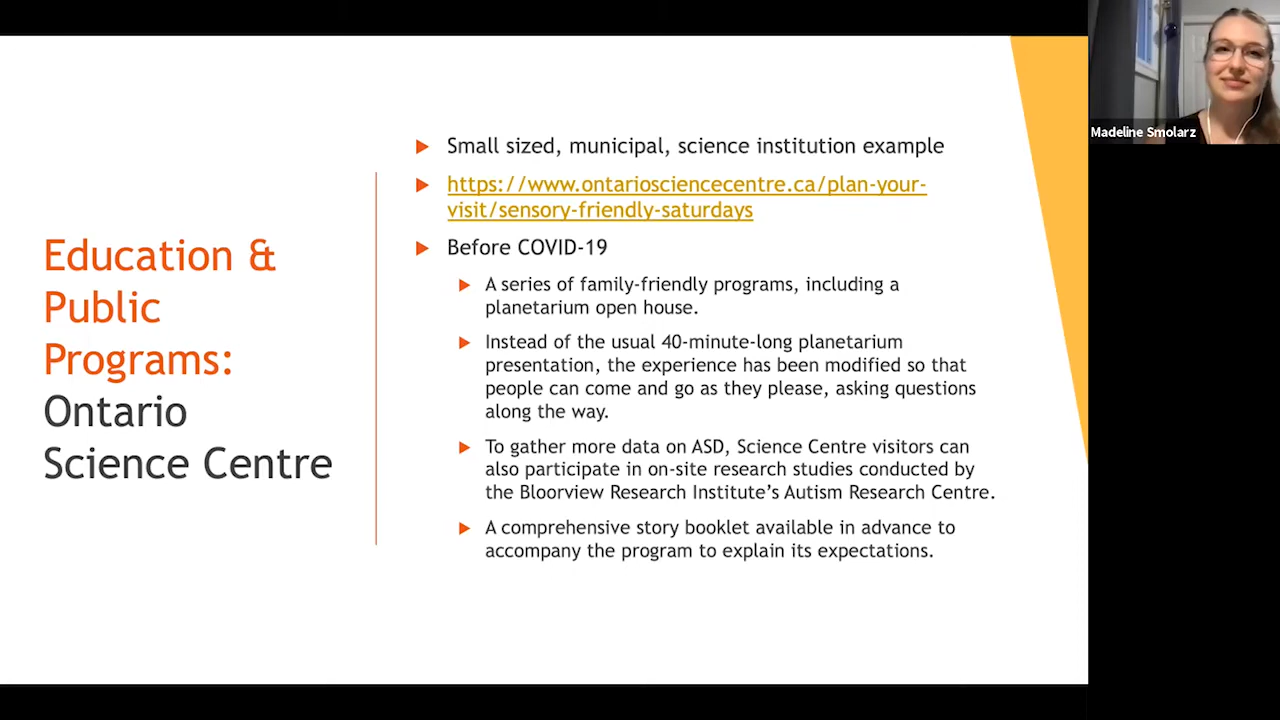 Education &
Public
Programs:
Ontario
Science Centre
Small sized, municipal, science institution example
https://www.ontariosciencecentre.ca/plan-your-
visit/sensory-friendly-saturdays
Before COVID-19
A series of family-friendly programs, including a
planetarium open house.
Instead of the usual 40-minute-long planetarium
presentation, the experience has been modified so that
people can come and go as they please, asking questions
along the way.
To gather more data on ASD, Science Centre visitors can
also participate in on-site research studies conducted by
the Bloorview Research Institute's Autism Research Centre.
A comprehensive story booklet available in advance to
accompany the program to explain its expectations.
Madeline Smolarz